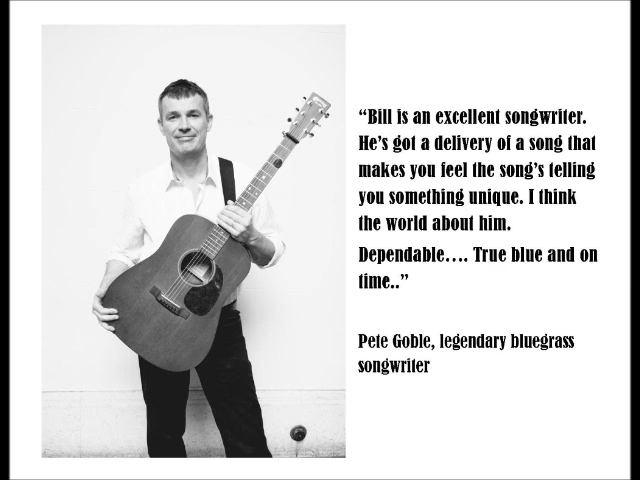 “Bill is an excellent songwriter.
He’s got a delivery of a song that
makes you feel the song’s telling
you something unique. I think
the world about him.
Dependable…. True blue and on
time..”
Pete Goble, legendary bluegrass
songwriter